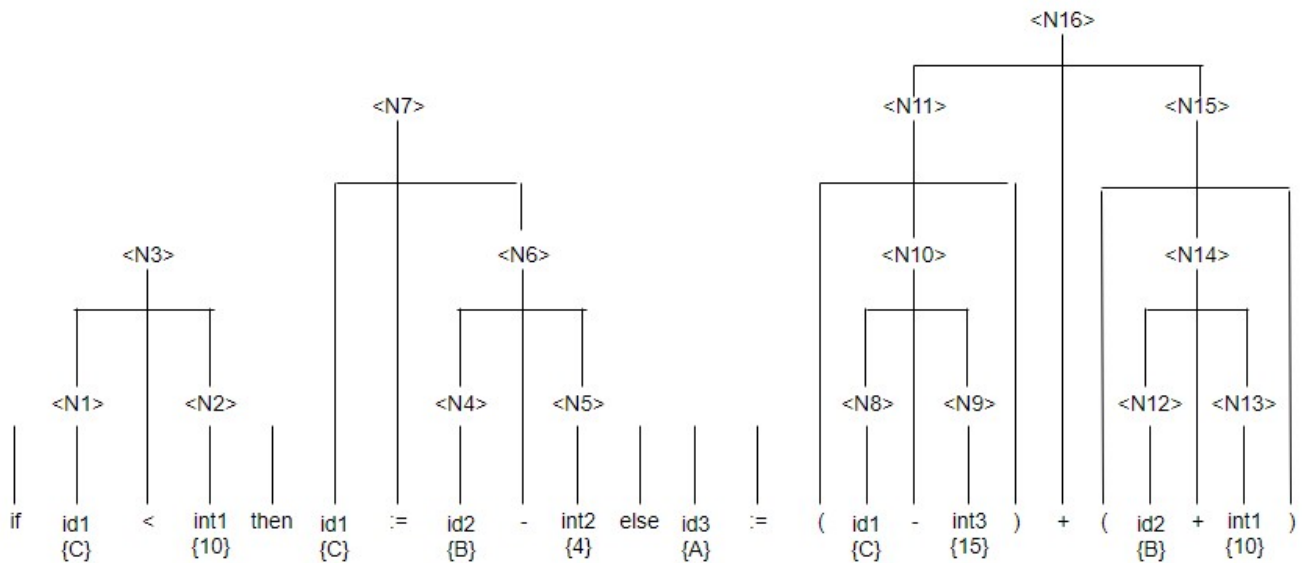 <N16>
<N7> <N11> <N15>
<N3> <N6> <N10> <N14>
<N1> <N2> <N4> <N5> <N8> <N9> <N12> <N13>
if id1 < int1 then id1 := id2 - int2 else id3 := ( id1 - int3 ) + ( id2 + int1 )
{C} {10} {C} {B} {4} {A} {C} {15} {B} {10}